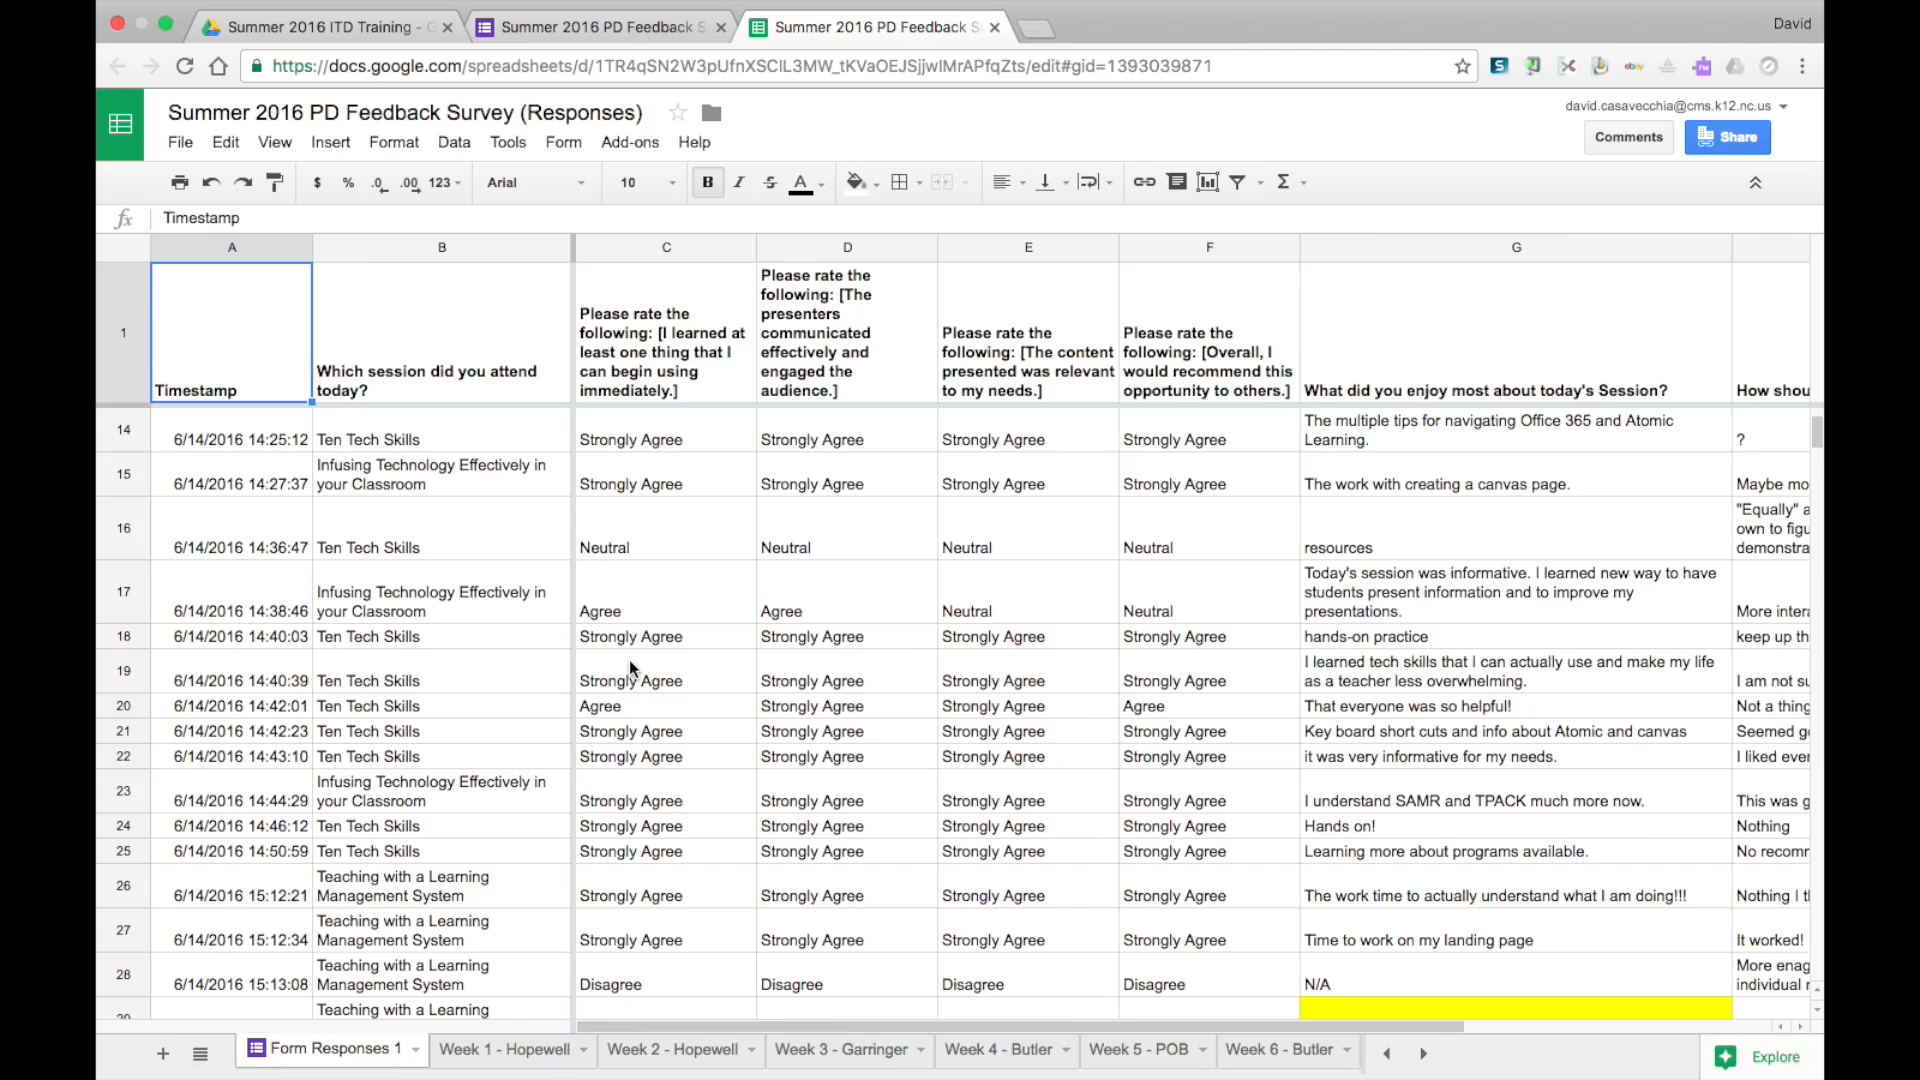 Summer 2016 ITD Training - G
Summer 2016 PD Feedback S
Summer 2016 PD Feedback S
David
https://docs.google.com/spreadsheets/d/1TR4qSN2W3pUfnXSClL3MW_tKVaOEJSjjwlMrAPfqZts/edit#gid=1393039871
Summer 2016 PD Feedback Survey (Responses)
david.casavecchia@cms.k12.nc.us
File Edit View Insert Format Data Tools Form Add-ons Help
Comments
Share
$ % .0 .00 123 Arial 10 B I S A Σ
fx Timestamp
A B C D E F G
1
Timestamp
Which session did you attend
today?
Please rate the
following: [I learned at
least one thing that I
can begin using
immediately.]
Please rate the
following: [The
presenters
communicated
effectively and
engaged the
audience.]
Please rate the
following: [The content
presented was relevant
to my needs.]
Please rate the
following: [Overall, I
would recommend this
opportunity to others.]
What did you enjoy most about today's Session?
How shou
14 6/14/2016 14:25:12 Ten Tech Skills Strongly Agree Strongly Agree Strongly Agree Strongly Agree
The multiple tips for navigating Office 365 and Atomic
Learning.
?
15 6/14/2016 14:27:37
Infusing Technology Effectively in
your Classroom
Strongly Agree Strongly Agree Strongly Agree Strongly Agree The work with creating a canvas page. Maybe mo
16 6/14/2016 14:36:47 Ten Tech Skills Neutral Neutral Neutral Neutral resources
"Equally" a
own to figu
demonstra
17 6/14/2016 14:38:46
Infusing Technology Effectively in
your Classroom
Agree Agree Neutral Neutral
Today's session was informative. I learned new way to have
students present information and to improve my
presentations.
More intera
18 6/14/2016 14:40:03 Ten Tech Skills Strongly Agree Strongly Agree Strongly Agree Strongly Agree hands-on practice keep up th
19 6/14/2016 14:40:39 Ten Tech Skills Strongly Agree Strongly Agree Strongly Agree Strongly Agree
I learned tech skills that I can actually use and make my life
as a teacher less overwhelming.
I am not su
20 6/14/2016 14:42:01 Ten Tech Skills Agree Strongly Agree Strongly Agree Agree That everyone was so helpful! Not a thing
21 6/14/2016 14:42:23 Ten Tech Skills Strongly Agree Strongly Agree Strongly Agree Strongly Agree Key board short cuts and info about Atomic and canvas Seemed go
22 6/14/2016 14:43:10 Ten Tech Skills Strongly Agree Strongly Agree Strongly Agree Strongly Agree it was very informative for my needs. I liked ever
23 6/14/2016 14:44:29
Infusing Technology Effectively in
your Classroom
Strongly Agree Strongly Agree Strongly Agree Strongly Agree I understand SAMR and TPACK much more now. This was g
24 6/14/2016 14:46:12 Ten Tech Skills Strongly Agree Strongly Agree Strongly Agree Strongly Agree Hands on! Nothing
25 6/14/2016 14:50:59 Ten Tech Skills Strongly Agree Strongly Agree Strongly Agree Strongly Agree Learning more about programs available. No recomm
26 6/14/2016 15:12:21
Teaching with a Learning
Management System
Strongly Agree Strongly Agree Strongly Agree Strongly Agree The work time to actually understand what I am doing!!! Nothing I th
27 6/14/2016 15:12:34
Teaching with a Learning
Management System
Strongly Agree Strongly Agree Strongly Agree Strongly Agree Time to work on my landing page It worked!
28 6/14/2016 15:13:08
Teaching with a Learning
Management System
Disagree Disagree Disagree Disagree N/A
More enag
individual r
29 Teaching with a Learning
Form Responses 1 Week 1 - Hopewell Week 2 - Hopewell Week 3 - Garringer Week 4 - Butler Week 5 - POB Week 6 - Butler
Explore